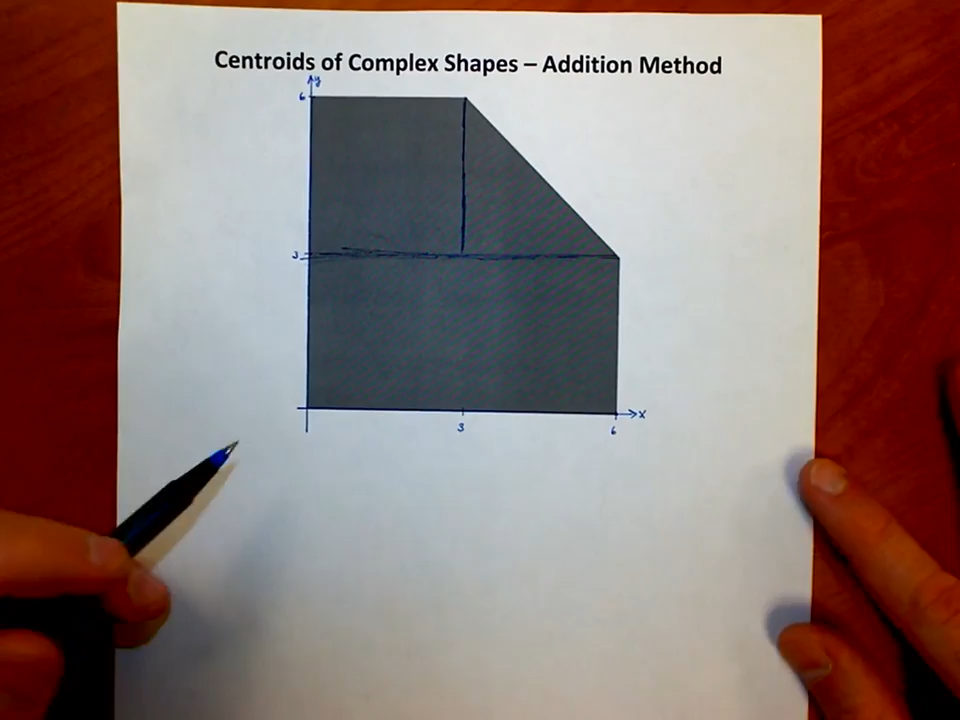 Centroids of Complex Shapes – Addition Method
y
6
3
x
3
6